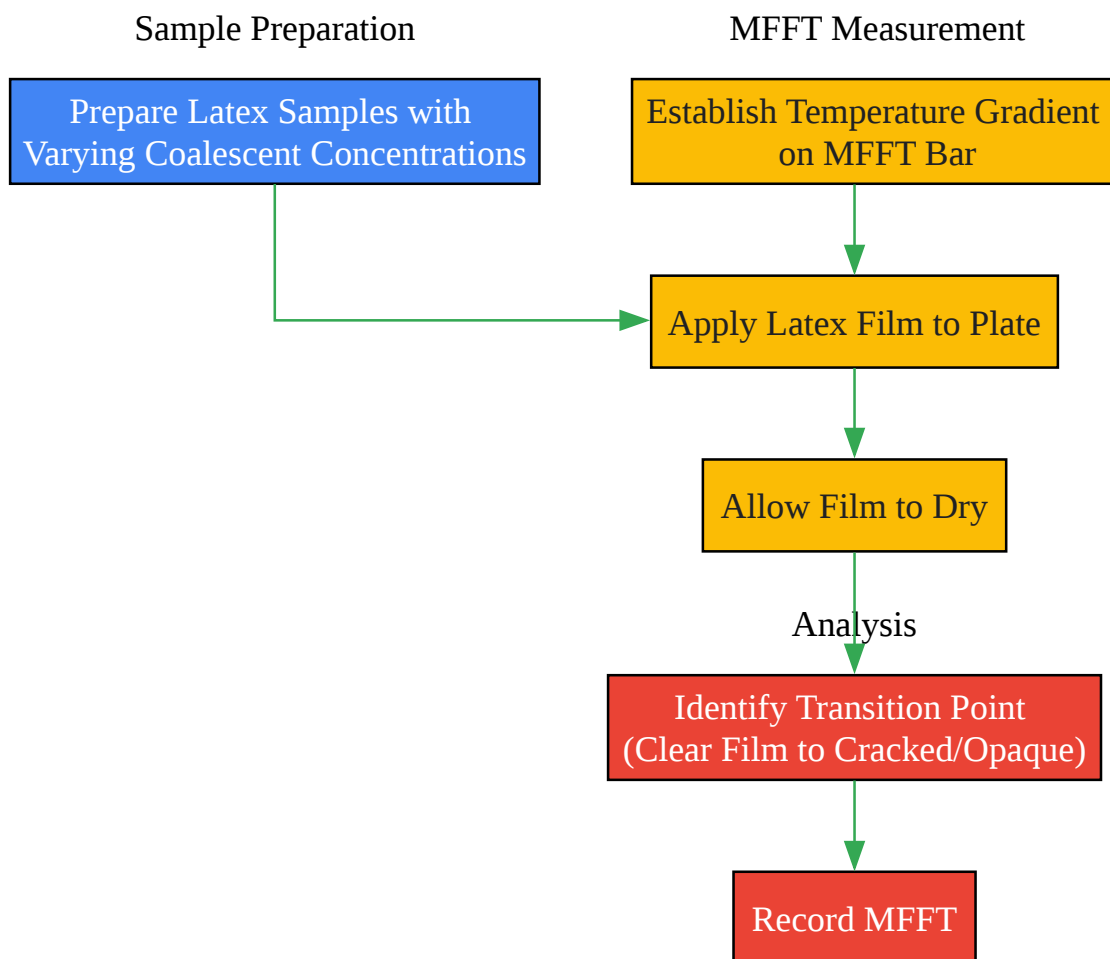 Sample Preparation
MFFT Measurement
Prepare Latex Samples with
Varying Coalescent Concentrations
Establish Temperature Gradient
on MFFT Bar
Apply Latex Film to Plate
Allow Film to Dry
Analysis
Identify Transition Point
(Clear Film to Cracked/Opaque)
Record MFFT